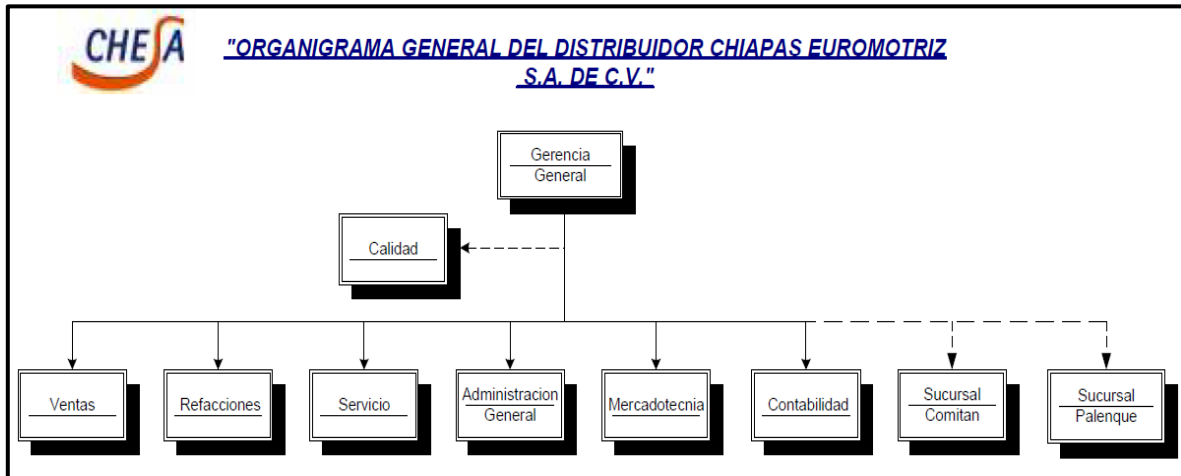 CHESA
"ORGANIGRAMA GENERAL DEL DISTRIBUIDOR CHIAPAS EUROMOTRIZ
S.A. DE C.V."
Gerencia
General
Calidad
Ventas
Refacciones
Servicio
Administracion
General
Mercadotecnia
Contabilidad
Sucursal
Comitan
Sucursal
Palenque